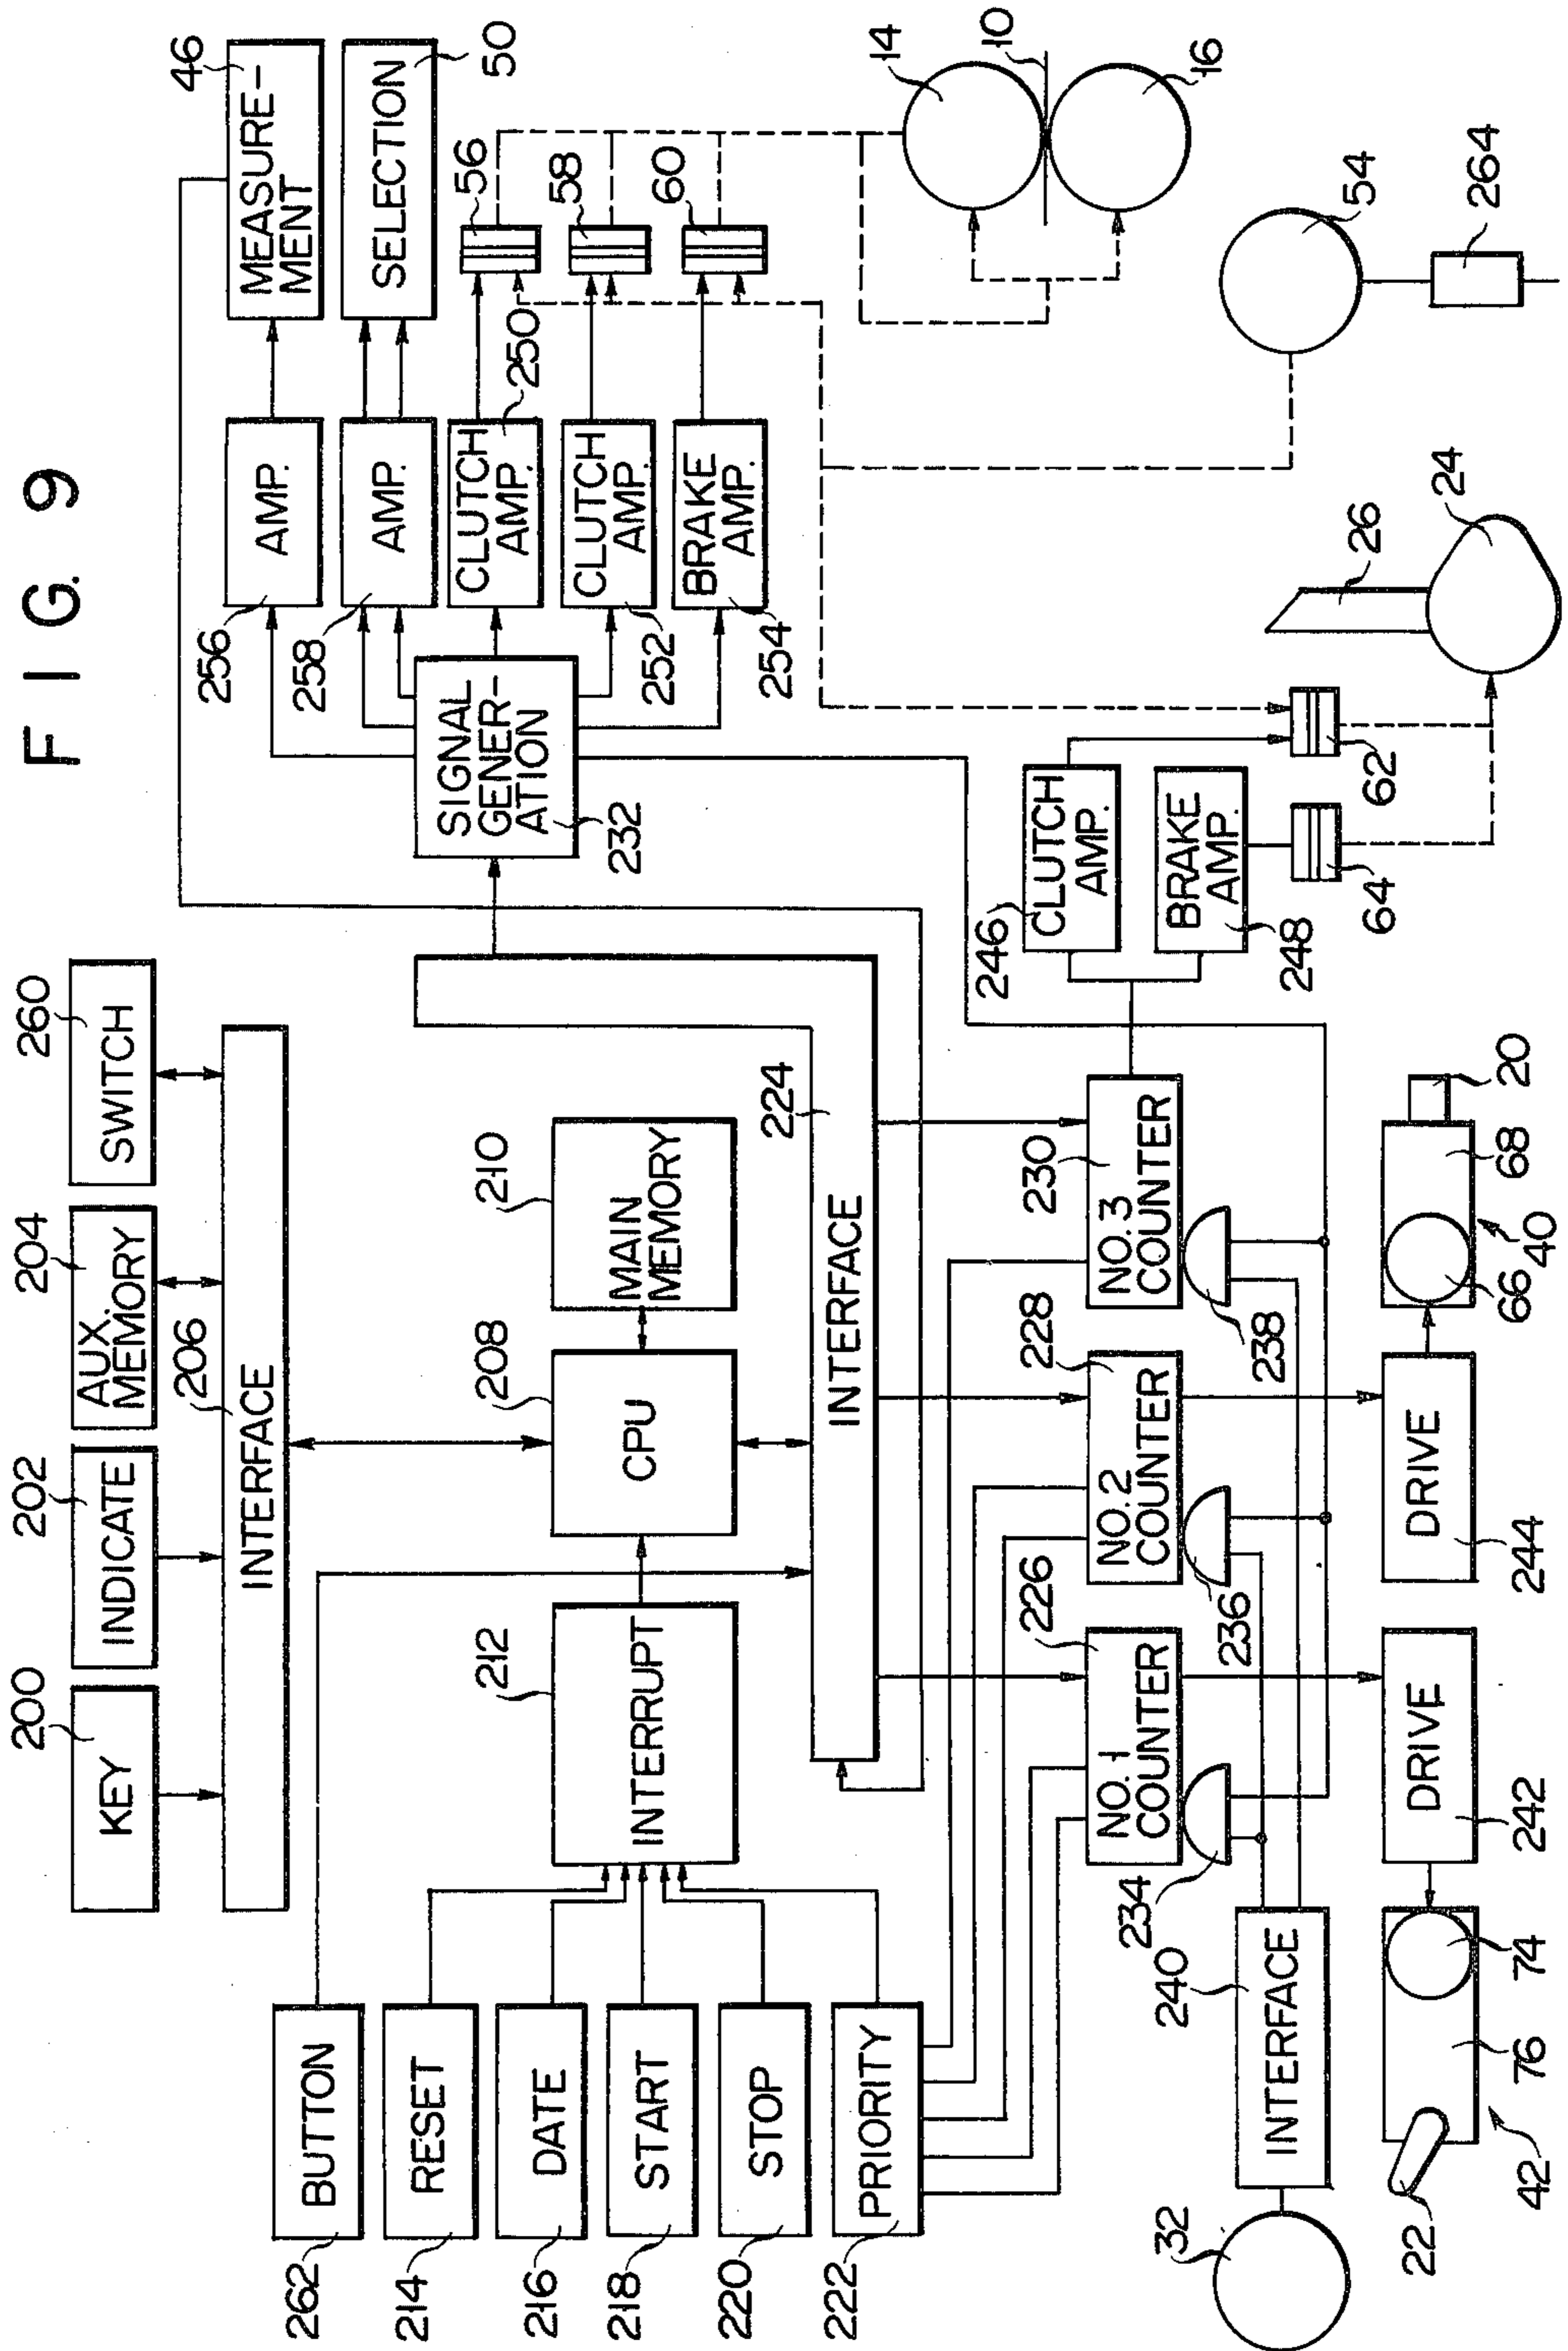 FIG. 9
KEY
200
INDICATE
202
AUX.
MEMORY
204
SWITCH
260
INTERFACE
206
BUTTON
262
RESET
214
DATE
216
START
218
STOP
220
PRIORITY
222
INTERRUPT
212
CPU
208
MAIN
MEMORY
210
INTERFACE
224
SIGNAL
GENER-
ATION
232
AMP.
256
AMP.
258
CLUTCH
AMP.
250
CLUTCH
AMP.
252
BRAKE
AMP.
254
MEASURE-
MENT
46
SELECTION
50
56
58
60
14
10
16
54
264
NO. 1
COUNTER
226
NO. 2
COUNTER
228
NO. 3
COUNTER
230
234
236
238
CLUTCH
AMP.
246
BRAKE
AMP.
248
62
64
26
24
32
INTERFACE
240
22
76
74
42
DRIVE
242
DRIVE
244
66
68
20
40